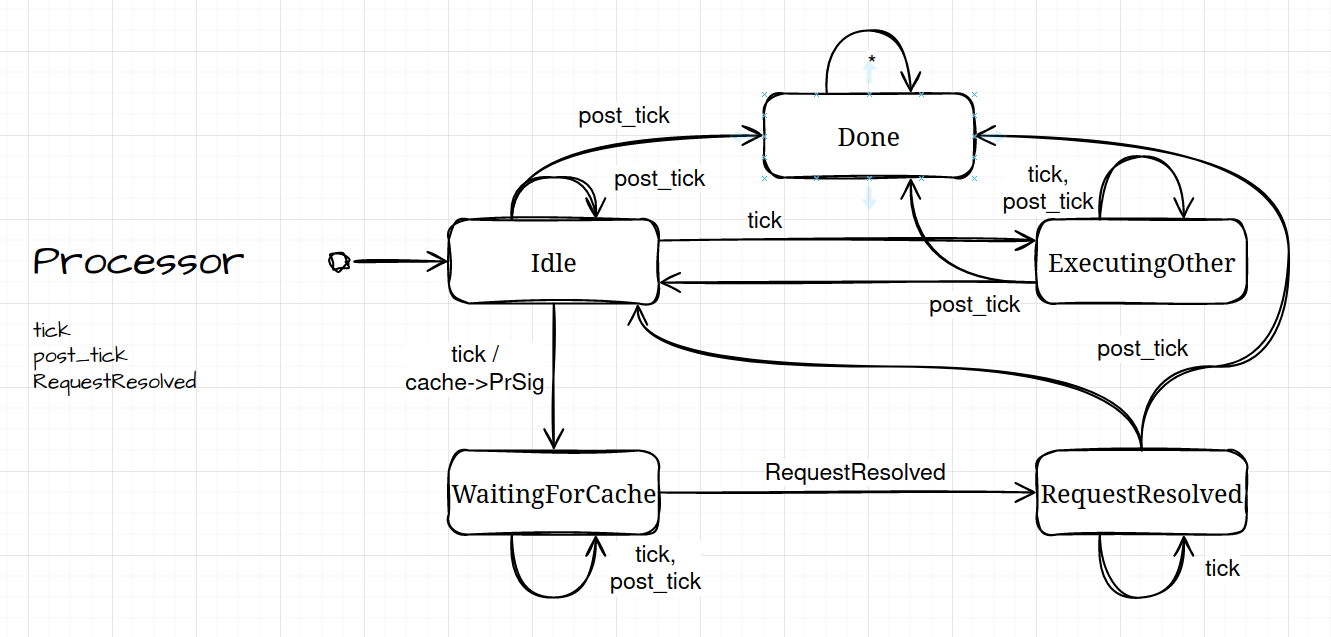 *
Done
post_tick
post_tick
tick,
post_tick
tick
Processor
Idle
ExecutingOther
post_tick
tick
post_tick
RequestResolved
tick /
cache->PrSig
post_tick
RequestResolved
WaitingForCache
RequestResolved
tick,
post_tick
tick